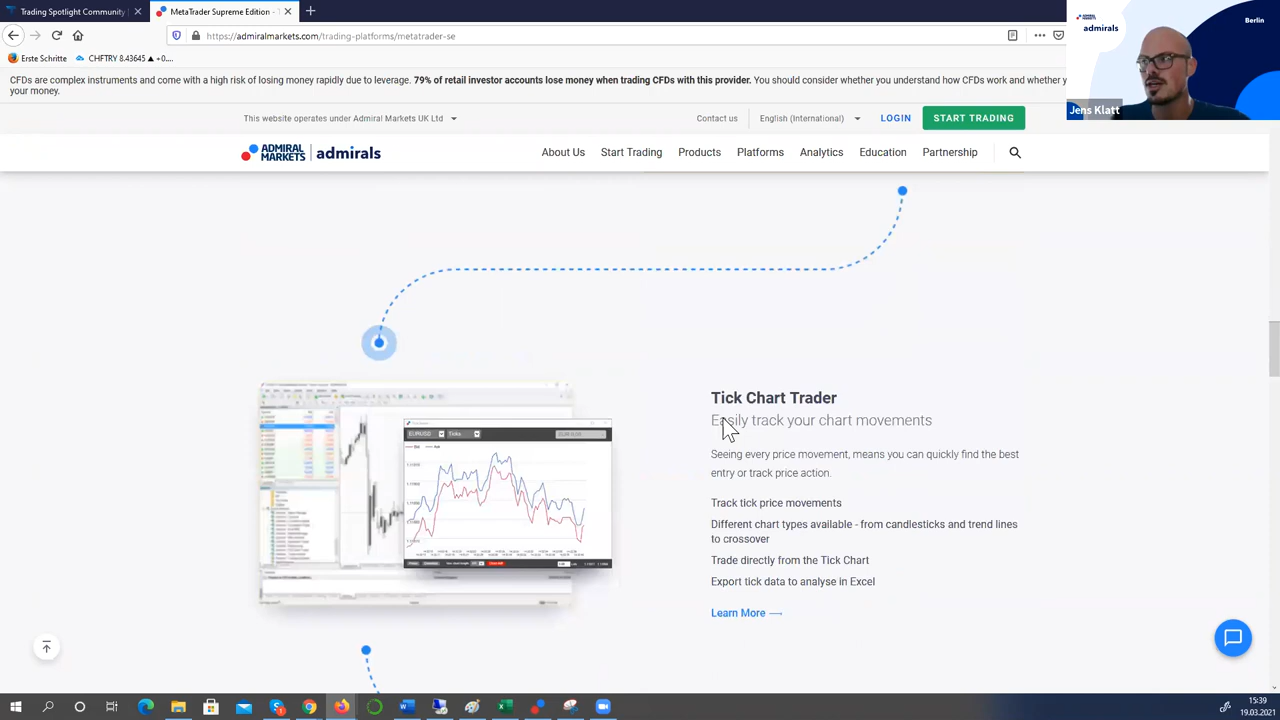 Trading Spotlight Community
MetaTrader Supreme Edition -
https://admiralmarkets.com/trading-platforms/metatrader-se
Erste Schritte
CHFTRY 8.43645 ▲ +0....
CFDs are complex instruments and come with a high risk of losing money rapidly due to leverage. 79% of retail investor accounts lose money when trading CFDs with this provider. You should consider whether you understand how CFDs work and whether y
your money.
ADMIRAL MARKETS
admirals
Berlin
Jens Klatt
This website operates under Admiral Markets UK Ltd
Contact us
English (International)
LOGIN
START TRADING
ADMIRAL
MARKETS
admirals
About Us
Start Trading
Products
Platforms
Analytics
Education
Partnership
Tick Chart Trader
Easily track your chart movements
Seeing every price movement, means you can quickly find the best
entry or track price action.
Track tick price movements
Different chart types available - from candlesticks and trend lines
to crossover
Trade directly from the Tick Chart
Export tick data to analyse in Excel
Learn More
EURUSD
Ticks
15:39
19.03.2021